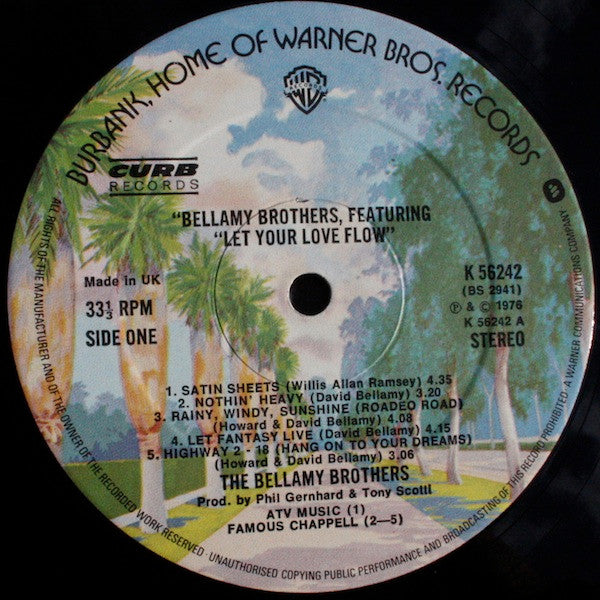 BURBANK, HOME OF WARNER BROS. RECORDS
RECORDS
CURB
RECORDS
"BELLAMY BROTHERS, FEATURING
"LET YOUR LOVE FLOW"
Made in UK
33⅓ RPM
SIDE ONE
K 56242
(BS 2941)
℗ & © 1976
K 56242 A
STEREO
1. SATIN SHEETS (Willis Allan Ramsey) 4.35
2. NOTHIN' HEAVY (David Bellamy) 3.20
3. RAINY, WINDY, SUNSHINE (ROADEO ROAD)
(Howard & David Bellamy) 4.08
4. LET FANTASY LIVE (David Bellamy) 4.15
5. HIGHWAY 2 - 18 (HANG ON TO YOUR DREAMS)
(Howard & David Bellamy) 3.06
THE BELLAMY BROTHERS
Prod. by Phil Gernhard & Tony Scotti
ATV MUSIC (1)
FAMOUS CHAPPELL (2—5)
ALL RIGHTS OF THE MANUFACTURER AND OF THE OWNER OF THE RECORDED WORK RESERVED · UNAUTHORISED COPYING PUBLIC PERFORMANCE AND BROADCASTING OF THIS RECORD PROHIBITED · A WARNER COMMUNICATIONS COMPANY